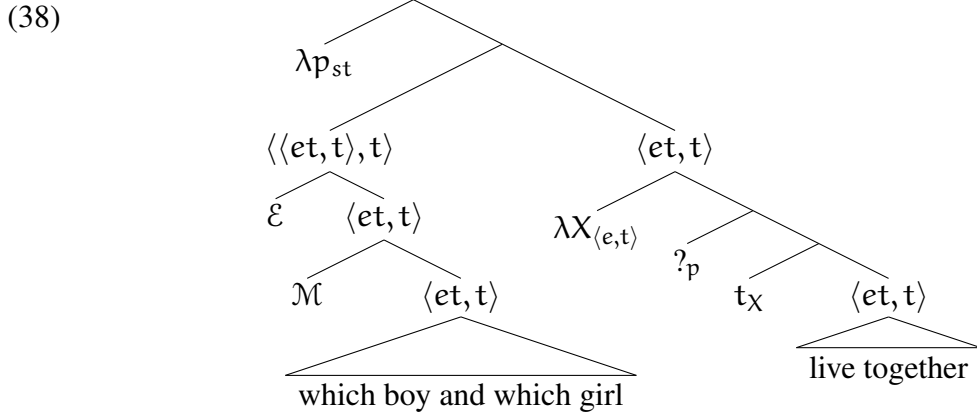 (38)
λp_st
⟨⟨et, t⟩, t⟩ ⟨et, t⟩
ℰ ⟨et, t⟩ λX_⟨e,t⟩
?_p
ℳ ⟨et, t⟩ t_X ⟨et, t⟩
live together
which boy and which girl